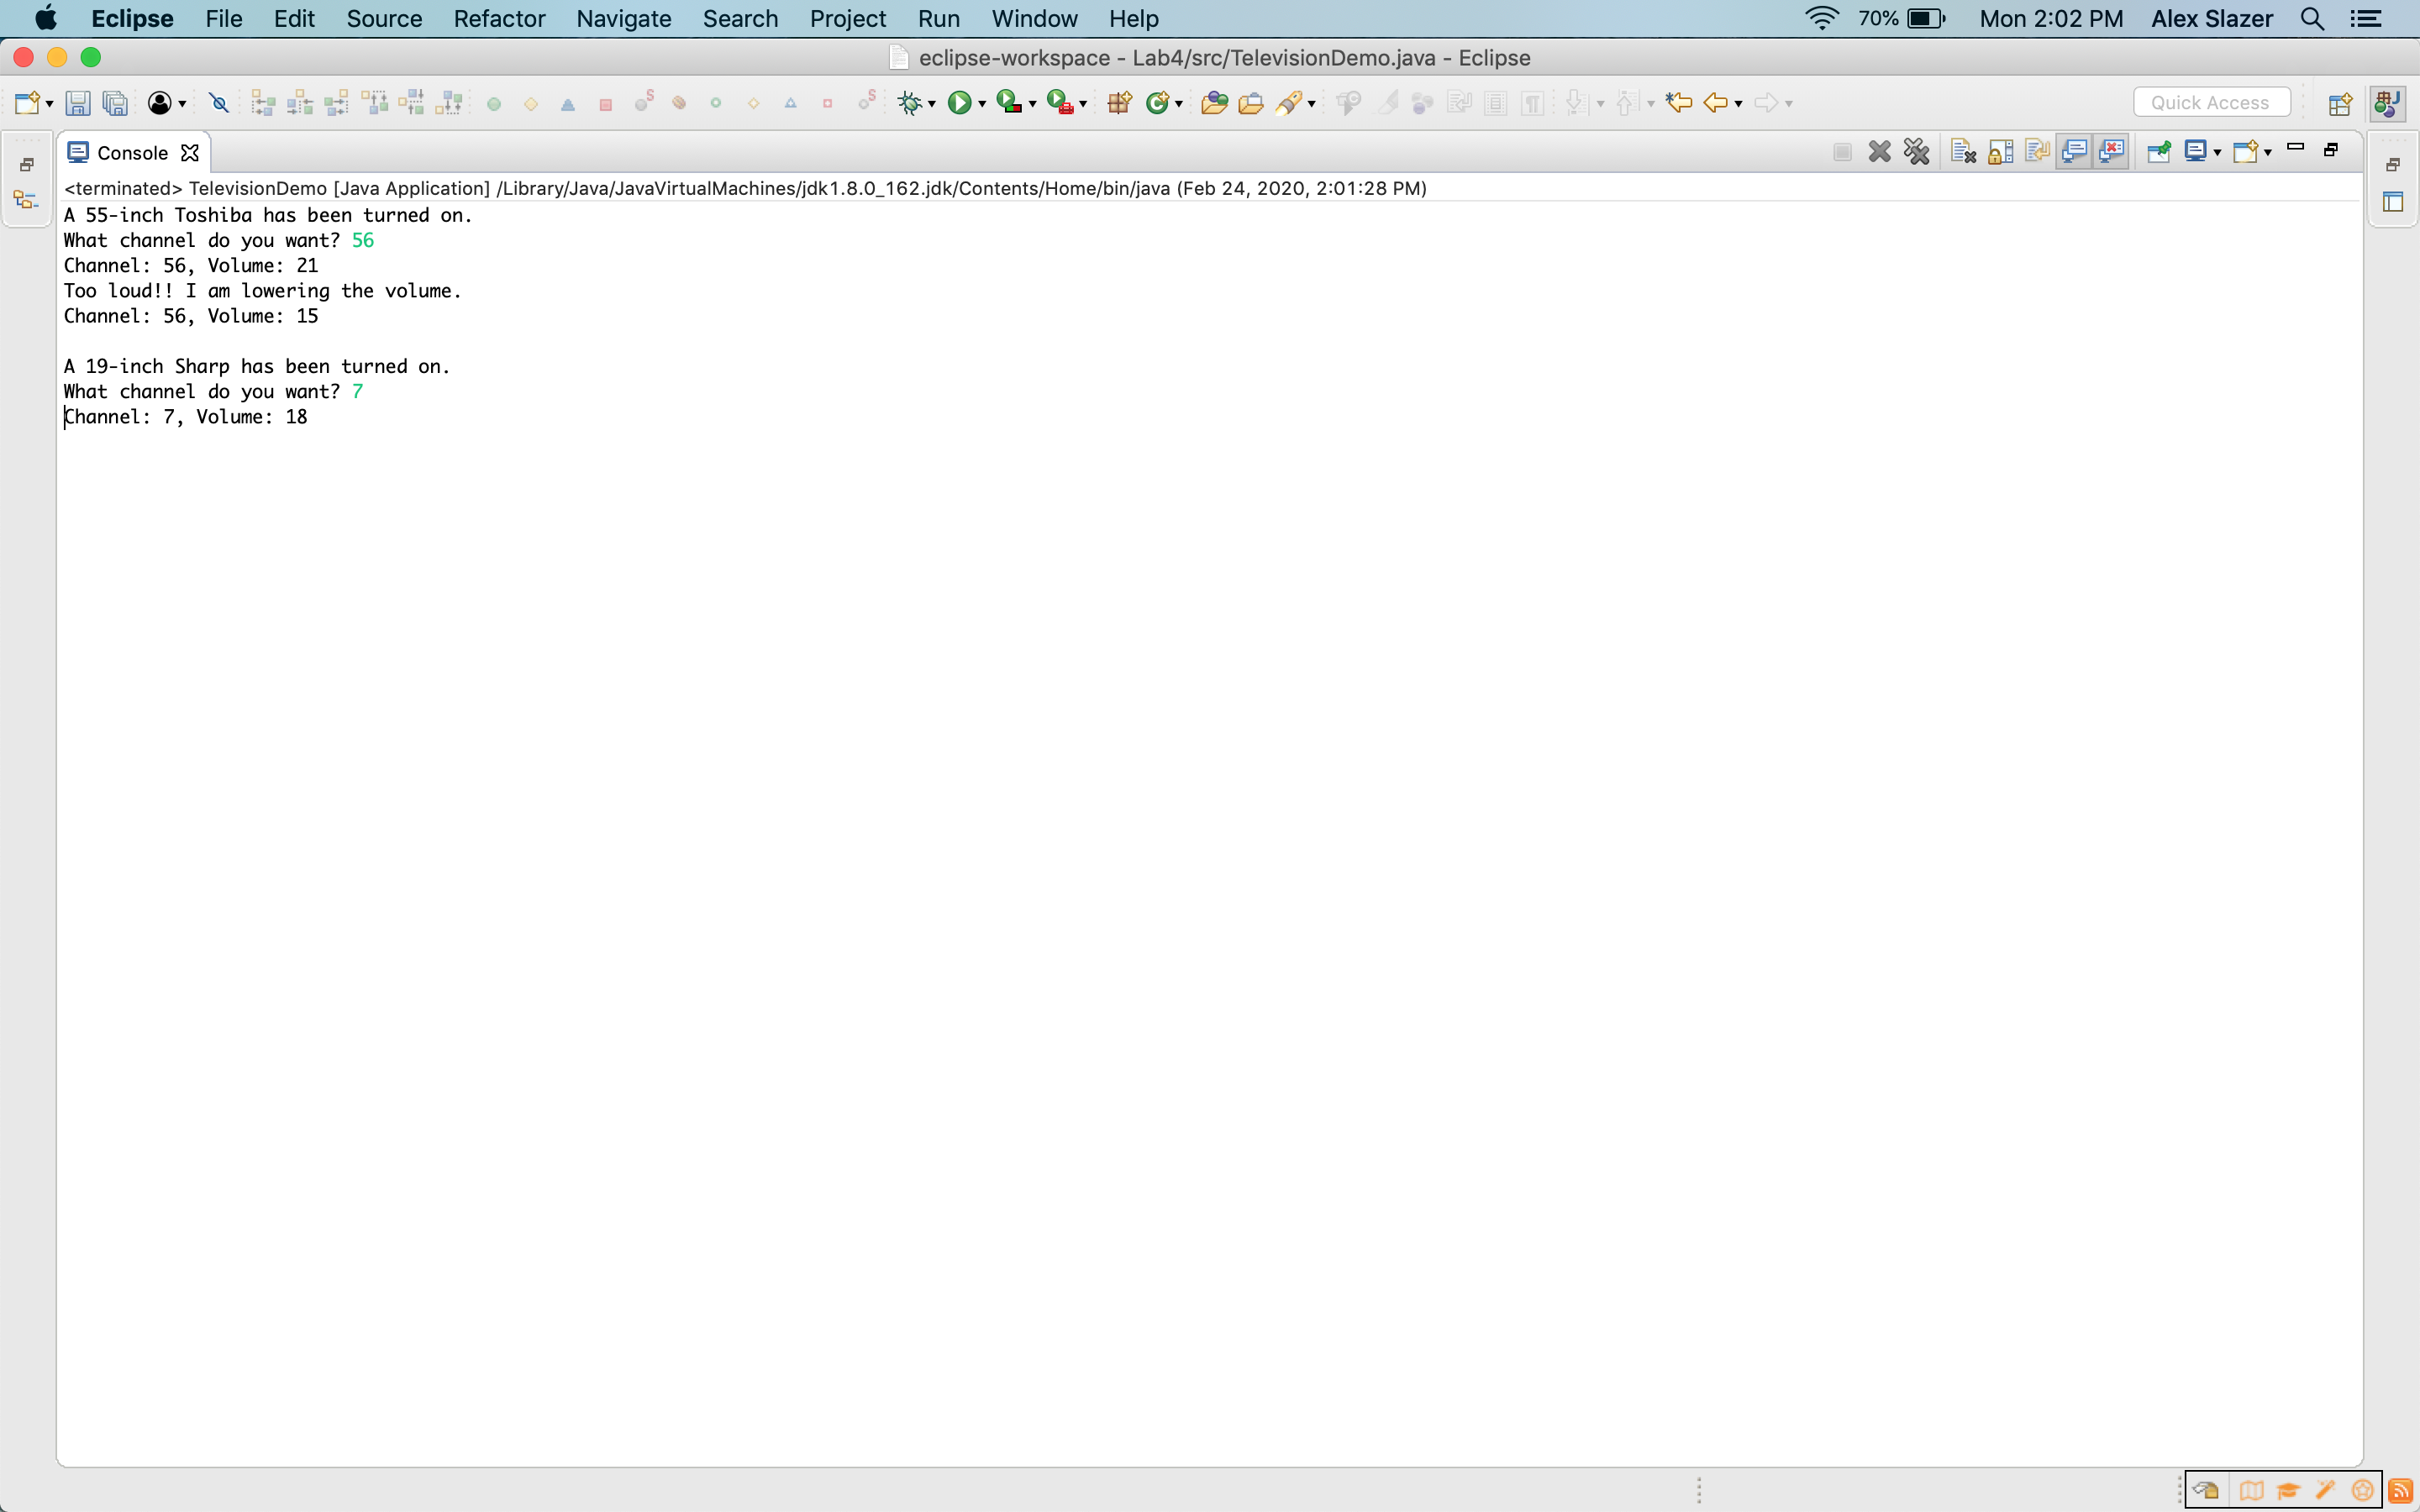 Eclipse File Edit Source Refactor Navigate Search Project Run Window Help 70% Mon 2:02 PM Alex Slazer
eclipse-workspace - Lab4/src/TelevisionDemo.java - Eclipse
Quick Access
Console
<terminated> TelevisionDemo [Java Application] /Library/Java/JavaVirtualMachines/jdk1.8.0_162.jdk/Contents/Home/bin/java (Feb 24, 2020, 2:01:28 PM)
A 55-inch Toshiba has been turned on.
What channel do you want? 56
Channel: 56, Volume: 21
Too loud!! I am lowering the volume.
Channel: 56, Volume: 15
A 19-inch Sharp has been turned on.
What channel do you want? 7
Channel: 7, Volume: 18